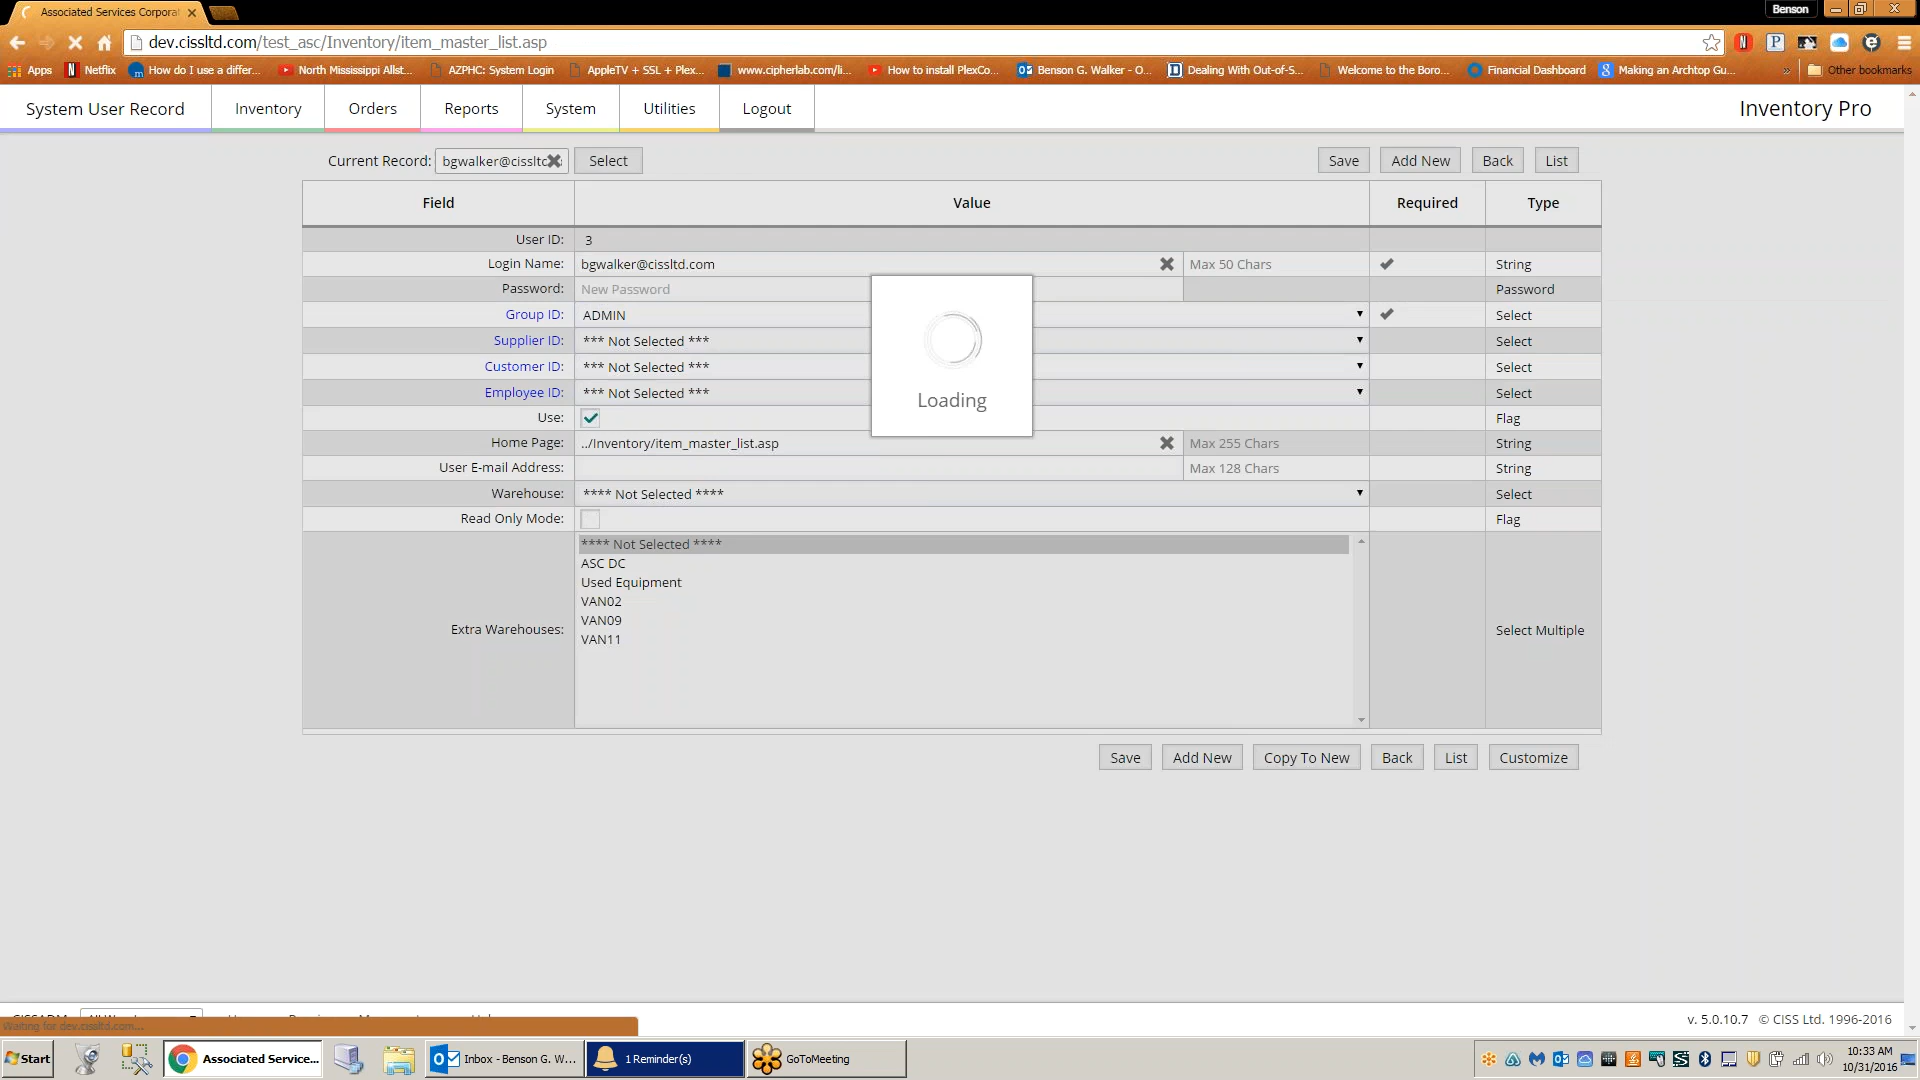 Associated Services Corporat
Benson
dev.cissltd.com/test_asc/Inventory/item_master_list.asp
Apps Netflix How do I use a differ... North Mississippi Allst... AZPHC: System Login AppleTV + SSL + Plex... www.cipherlab.com/li... How to install PlexCo... Benson G. Walker - O... Dealing With Out-of-S... Welcome to the Boro... Financial Dashboard Making an Archtop Gu... » Other bookmarks
System User Record Inventory Orders Reports System Utilities Logout Inventory Pro
Current Record: bgwalker@cissltc Select Save Add New Back List
Field Value Required Type
User ID: 3
Login Name: bgwalker@cissltd.com Max 50 Chars String
Password: New Password Password
Group ID: ADMIN Select
Supplier ID: *** Not Selected *** Select
Customer ID: *** Not Selected *** Select
Employee ID: *** Not Selected *** Select
Loading
Use: Flag
Home Page: ../Inventory/item_master_list.asp Max 255 Chars String
User E-mail Address: Max 128 Chars String
Warehouse: **** Not Selected **** Select
Read Only Mode: Flag
**** Not Selected ****
ASC DC
Used Equipment
VAN02
VAN09
Extra Warehouses: Select Multiple
VAN11
Save Add New Copy To New Back List Customize
v. 5.0.10.7 © CISS Ltd. 1996-2016
Waiting for dev.cissltd.com...
Start Associated Service... Inbox - Benson G. W... 1 Reminder(s) GoToMeeting
10:33 AM
10/31/2016